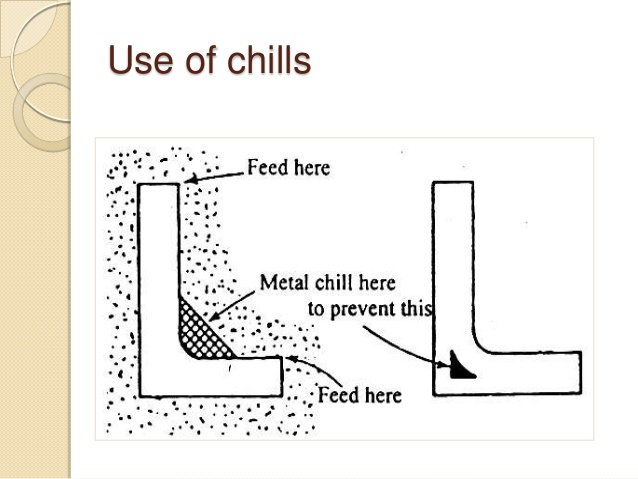 Use of chills
Feed here
Metal chill here
to prevent this
Feed here